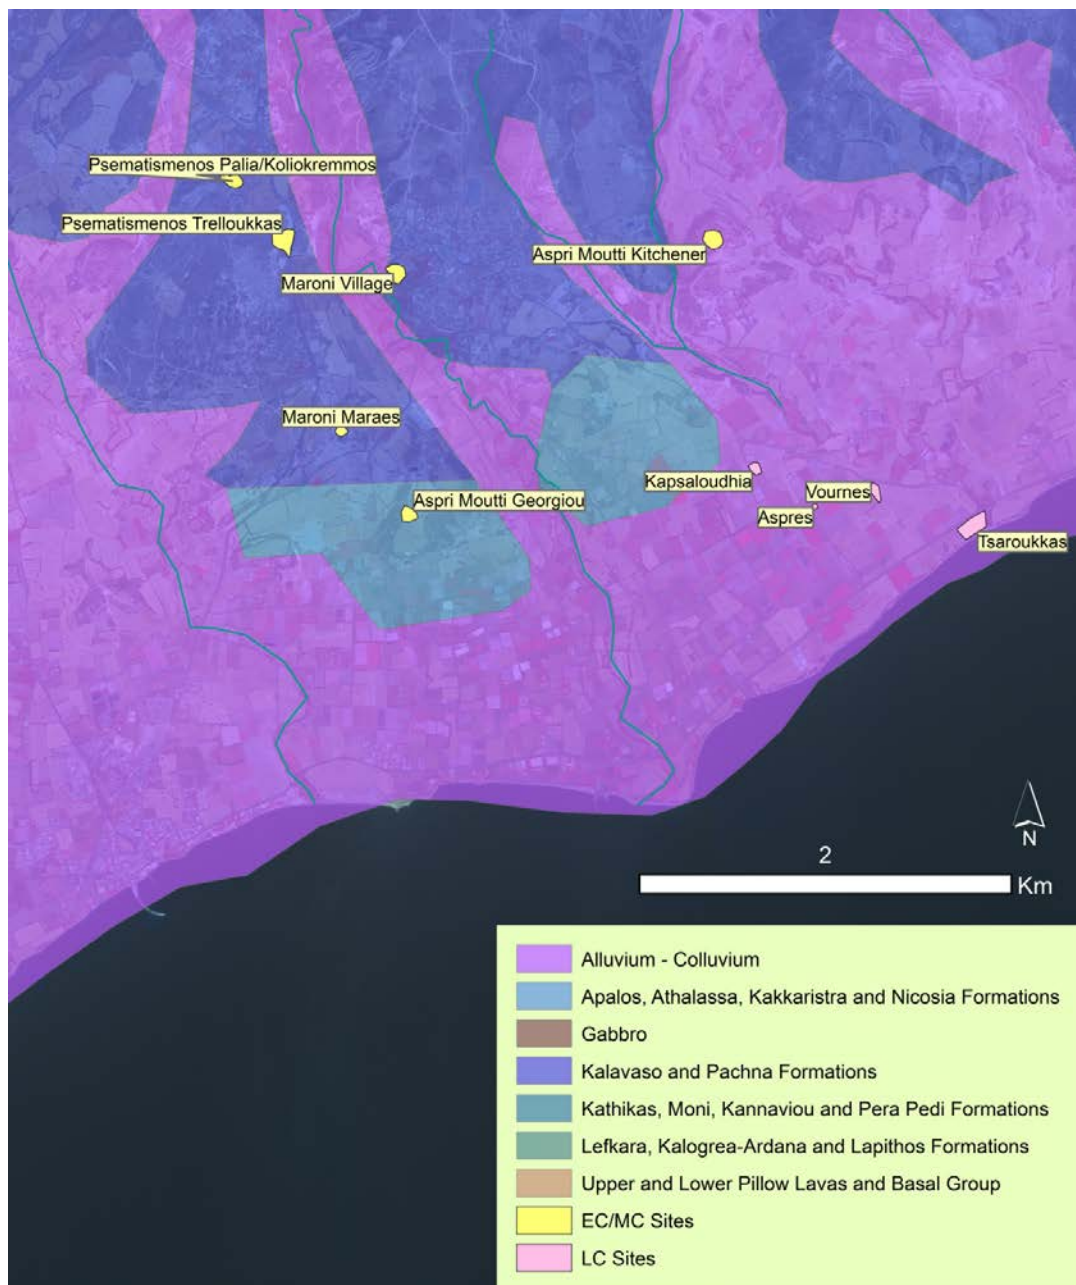 Psematismenos Palia/Koliokremmos
Psematismenos Trelloukkas
Aspri Moutti Kitchener
Maroni Village
Maroni Maraes
Kapsaloudhia
Vournes
Aspri Moutti Georgiou
Aspres
Tsaroukkas
N
2
Km
Alluvium - Colluvium
Apalos, Athalassa, Kakkaristra and Nicosia Formations
Gabbro
Kalavaso and Pachna Formations
Kathikas, Moni, Kannaviou and Pera Pedi Formations
Lefkara, Kalogrea-Ardana and Lapithos Formations
Upper and Lower Pillow Lavas and Basal Group
EC/MC Sites
LC Sites